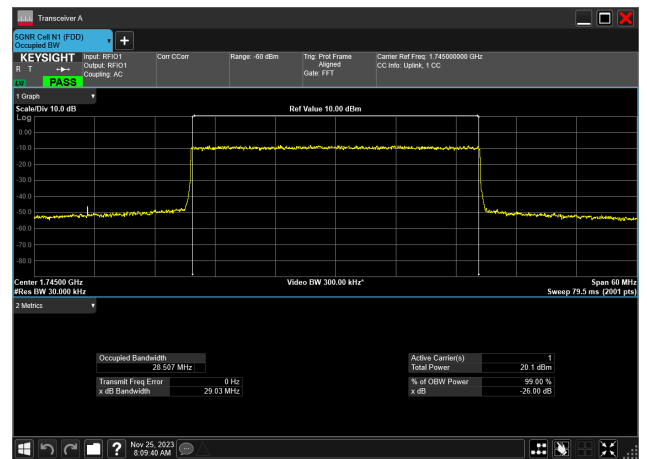 Transceiver A
5GNR Cell N1 (FDD)
Occupied BW
KEYSIGHT
R T
LXI
PASS
Input: RFIO1
Output: RFIO1
Coupling: AC
Corr CCorr
Range: -60 dBm
Trig: Prot Frame
Aligned
Gate: FFT
Carrier Ref Freq: 1.745000000 GHz
CC Info: Uplink, 1 CC
1 Graph
Scale/Div 10.0 dB
Ref Value 10.00 dBm
Log
0.00
-10.0
-20.0
-30.0
-40.0
-50.0
-60.0
-70.0
-80.0
Center 1.74500 GHz
Video BW 300.00 kHz*
Span 60 MHz
#Res BW 30.000 kHz
Sweep 79.5 ms (2001 pts)
2 Metrics
Occupied Bandwidth
28.507 MHz
Transmit Freq Error 0 Hz
x dB Bandwidth 29.03 MHz
Active Carrier(s) 1
Total Power 20.1 dBm
% of OBW Power 99.00 %
x dB -26.00 dB
?
Nov 25, 2023
8:09:40 AM